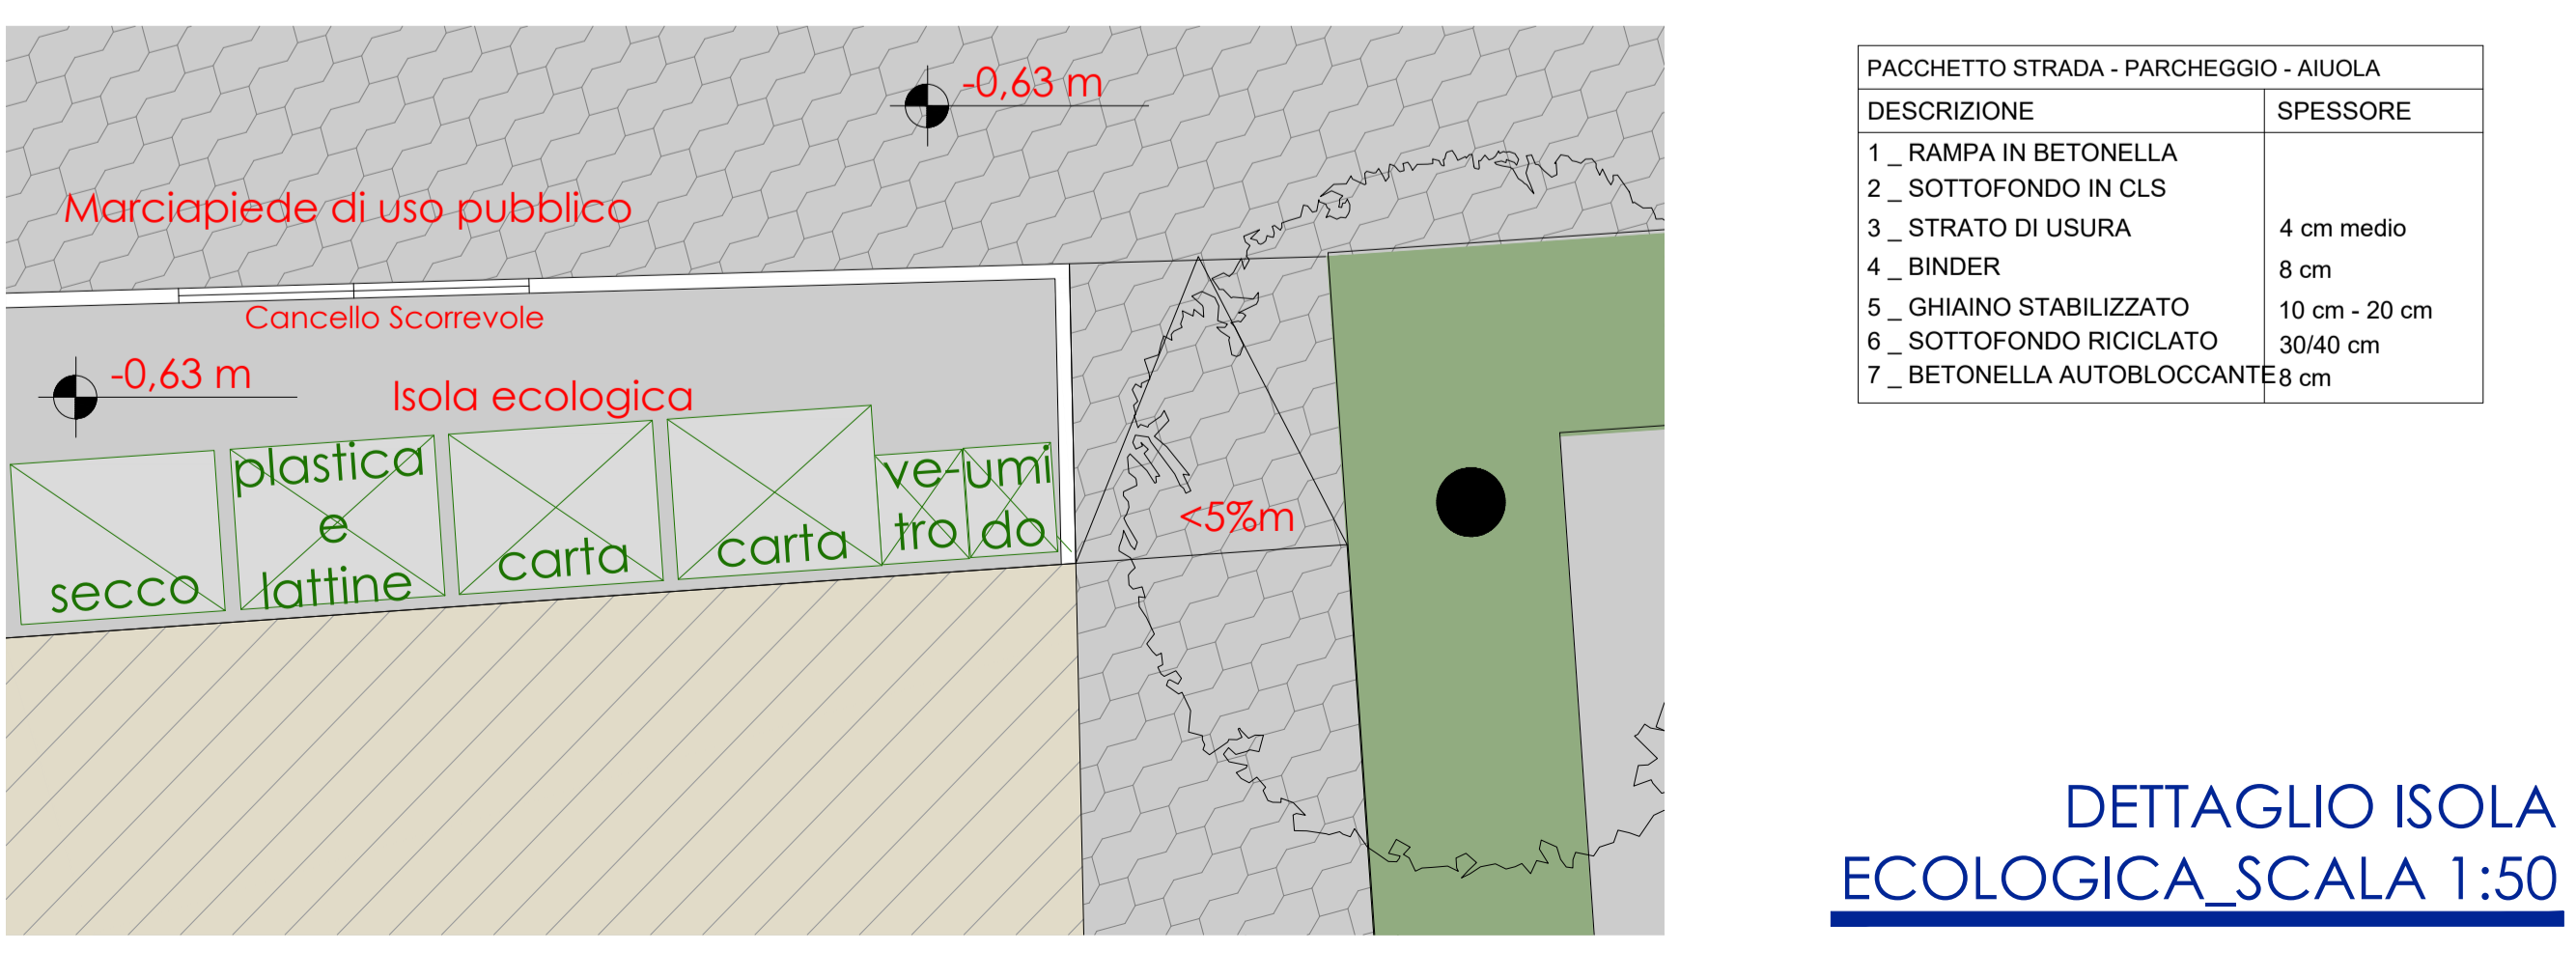 -0,63 m
Marciapiede di uso pubblico
Cancello Scorrevole
-0,63 m
Isola ecologica
secco
plastica
e
lattine
carta
carta
ve-
tro
umi
do
<5%m
PACCHETTO STRADA - PARCHEGGIO - AIUOLA
DESCRIZIONE SPESSORE
1 _ RAMPA IN BETONELLA
2 _ SOTTOFONDO IN CLS
3 _ STRATO DI USURA 4 cm medio
4 _ BINDER 8 cm
5 _ GHIAINO STABILIZZATO 10 cm - 20 cm
6 _ SOTTOFONDO RICICLATO 30/40 cm
7 _ BETONELLA AUTOBLOCCANTE 8 cm
DETTAGLIO ISOLA
ECOLOGICA_SCALA 1:50